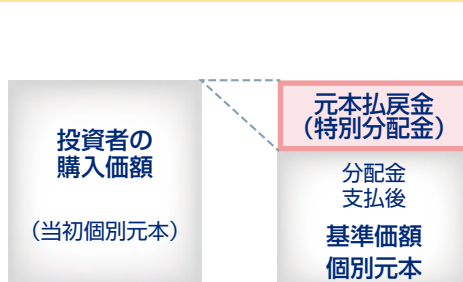 投資者の
購入価額
（当初個別元本）
元本払戻金
（特別分配金）
分配金
支払後
基準価額
個別元本